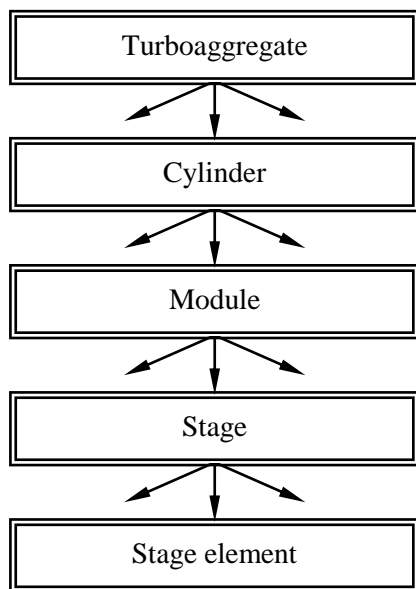 Turboaggregate
Cylinder
Module
Stage
Stage element